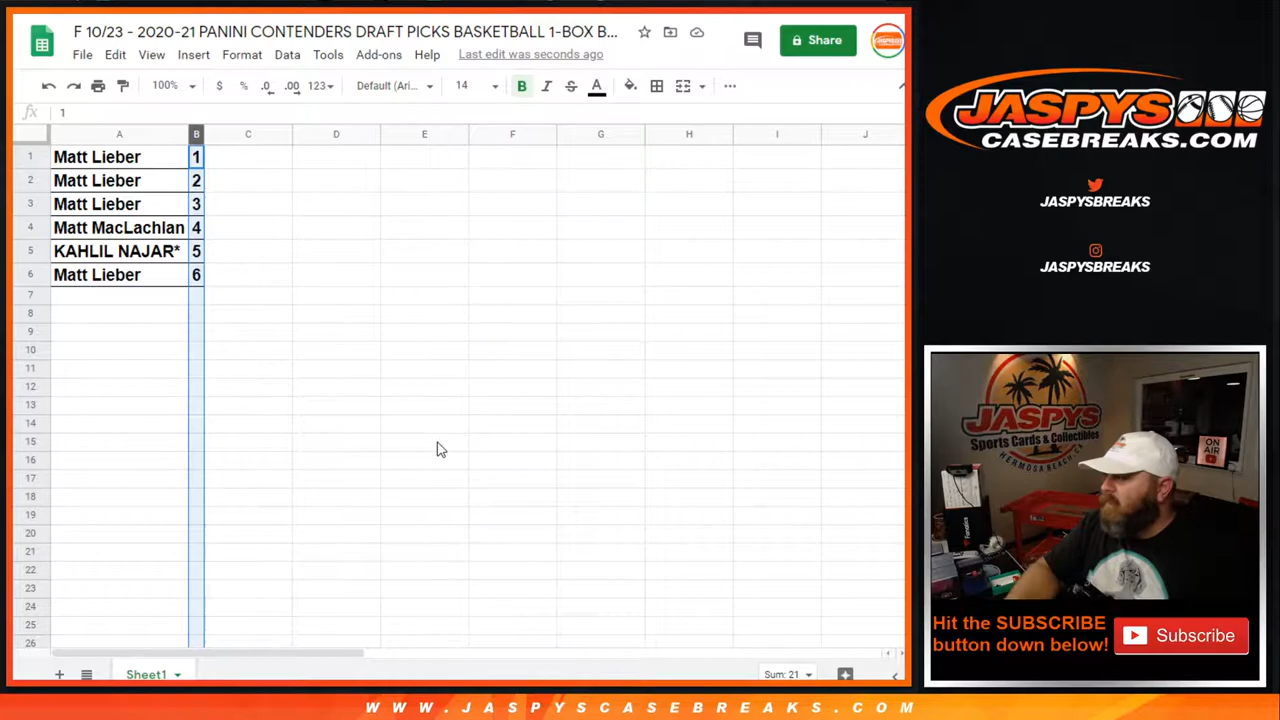 F 10/23 - 2020-21 PANINI CONTENDERS DRAFT PICKS BASKETBALL 1-BOX B...
Share
File Edit View Insert Format Data Tools Add-ons Help Last edit was seconds ago
100% $ % .0 .00 123 Default (Ari... 14 B I S A
fx 1
A B C D E F G H I J
1 Matt Lieber 1
2 Matt Lieber 2
3 Matt Lieber 3
4 Matt MacLachlan 4
5 KAHLIL NAJAR* 5
6 Matt Lieber 6
7
8
9
10
11
12
13
14
15
16
17
18
19
20
21
22
23
24
25
26
Sheet1 Sum: 21
JASPYS
CASEBREAKS.COM
JASPYSBREAKS
JASPYSBREAKS
JASPYS
Sports Cards & Collectibles
HERMOSA BEACH, CA
ON
AIR
Fanatics
Hit the SUBSCRIBE
button down below!
Subscribe
WWW.JASPYSCASEBREAKS.COM